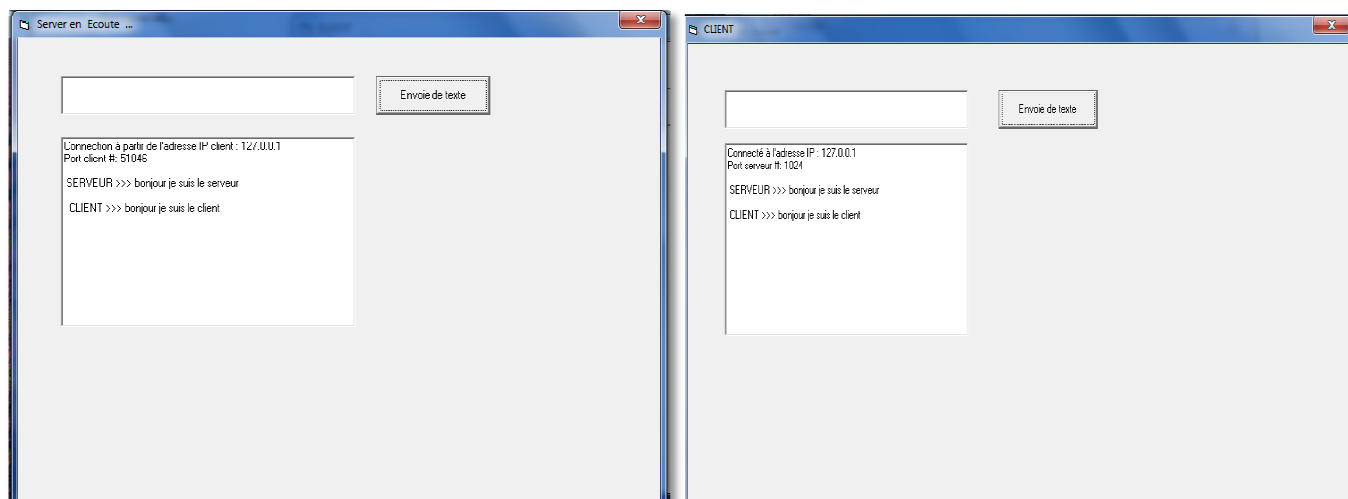 Server en Ecoute ...
Envoie de texte
Connection à partir de l'adresse IP client : 127.0.0.1
Port client #: 51046
SERVEUR >>> bonjour je suis le serveur
CLIENT >>> bonjour je suis le client
CLIENT
Envoie de texte
Connecté à l'adresse IP : 127.0.0.1
Port serveur #: 1024
SERVEUR >>> bonjour je suis le serveur
CLIENT >>> bonjour je suis le client